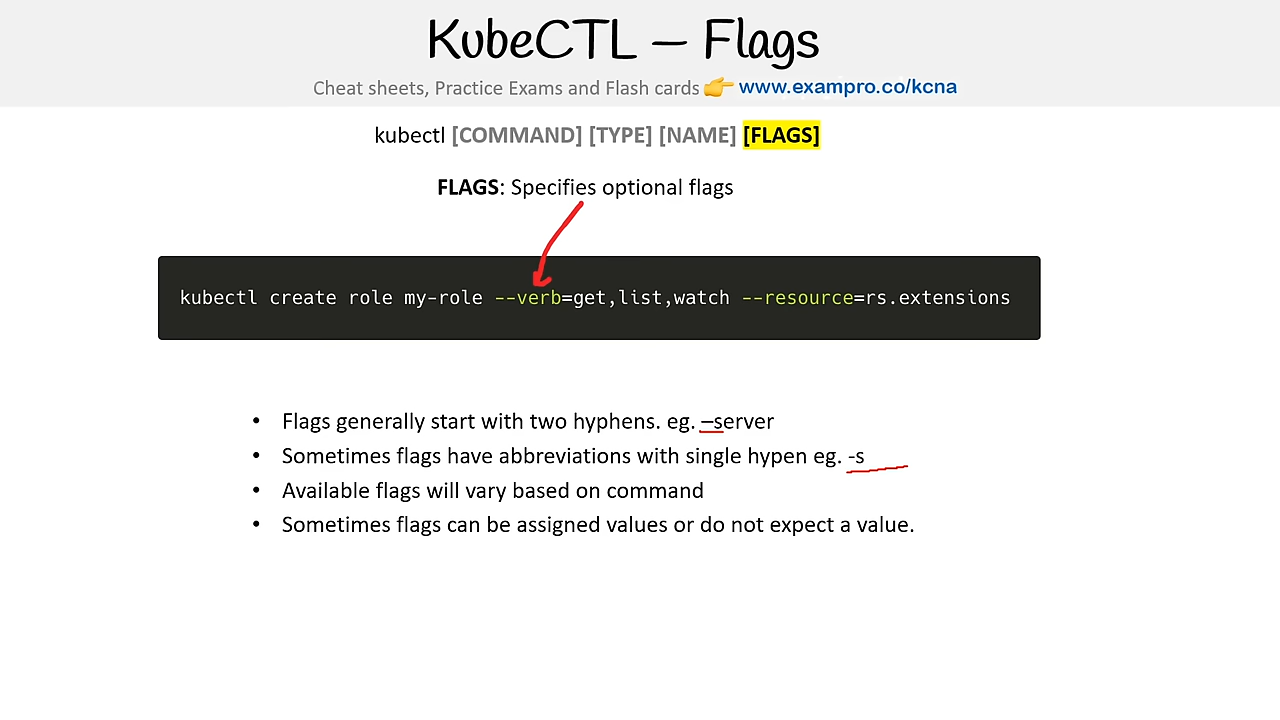 KubeCTL – Flags
Cheat sheets, Practice Exams and Flash cards 👉 www.exampro.co/kcna
kubectl [COMMAND] [TYPE] [NAME] [FLAGS]
FLAGS: Specifies optional flags
kubectl create role my-role --verb=get,list,watch --resource=rs.extensions
• Flags generally start with two hyphens. eg. –server
• Sometimes flags have abbreviations with single hypen eg. -s
• Available flags will vary based on command
• Sometimes flags can be assigned values or do not expect a value.